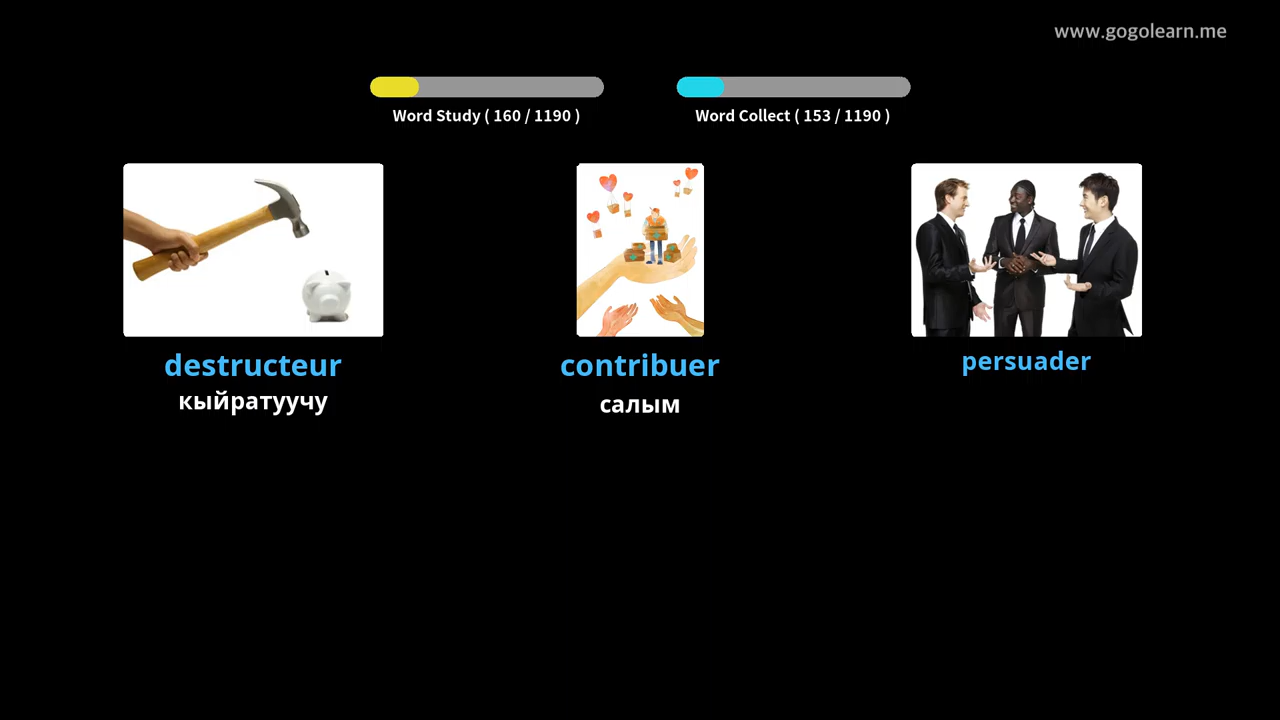 www.gogolearn.me
Word Study ( 160 / 1190 )
Word Collect ( 153 / 1190 )
destructeur
кыйратуучу
contribuer
салым
persuader